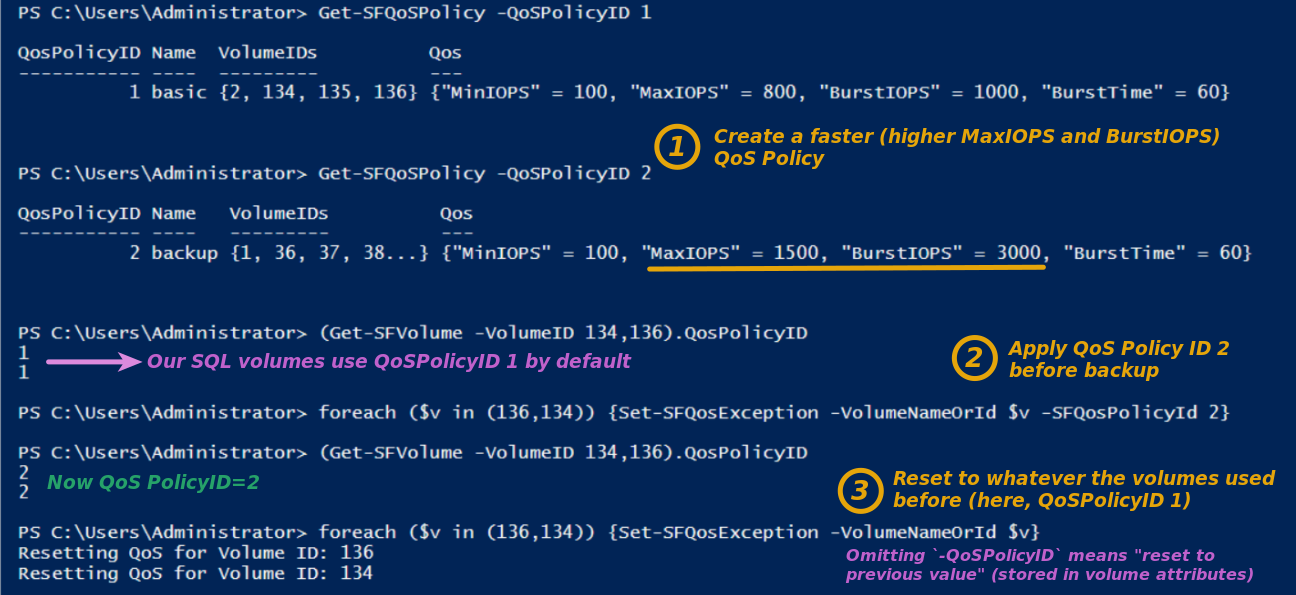 PS C:\Users\Administrator> Get-SFQoSPolicy -QoSPolicyID 1
QosPolicyID Name VolumeIDs Qos
----------- ---- --------- ---
1 basic {2, 134, 135, 136} {"MinIOPS" = 100, "MaxIOPS" = 800, "BurstIOPS" = 1000, "BurstTime" = 60}
1 Create a faster (higher MaxIOPS and BurstIOPS)
QoS Policy
PS C:\Users\Administrator> Get-SFQoSPolicy -QoSPolicyID 2
QosPolicyID Name VolumeIDs Qos
----------- ---- --------- ---
2 backup {1, 36, 37, 38...} {"MinIOPS" = 100, "MaxIOPS" = 1500, "BurstIOPS" = 3000, "BurstTime" = 60}
PS C:\Users\Administrator> (Get-SFVolume -VolumeID 134,136).QosPolicyID
1
Our SQL volumes use QoSPolicyID 1 by default
1
2 Apply QoS Policy ID 2
before backup
PS C:\Users\Administrator> foreach ($v in (136,134)) {Set-SFQosException -VolumeNameOrId $v -SFQosPolicyId 2}
PS C:\Users\Administrator> (Get-SFVolume -VolumeID 134,136).QosPolicyID
2
Now QoS PolicyID=2
2
3 Reset to whatever the volumes used
before (here, QoSPolicyID 1)
PS C:\Users\Administrator> foreach ($v in (136,134)) {Set-SFQosException -VolumeNameOrId $v}
Resetting QoS for Volume ID: 136
Resetting QoS for Volume ID: 134
Omitting `-QoSPolicyID` means "reset to
previous value" (stored in volume attributes)